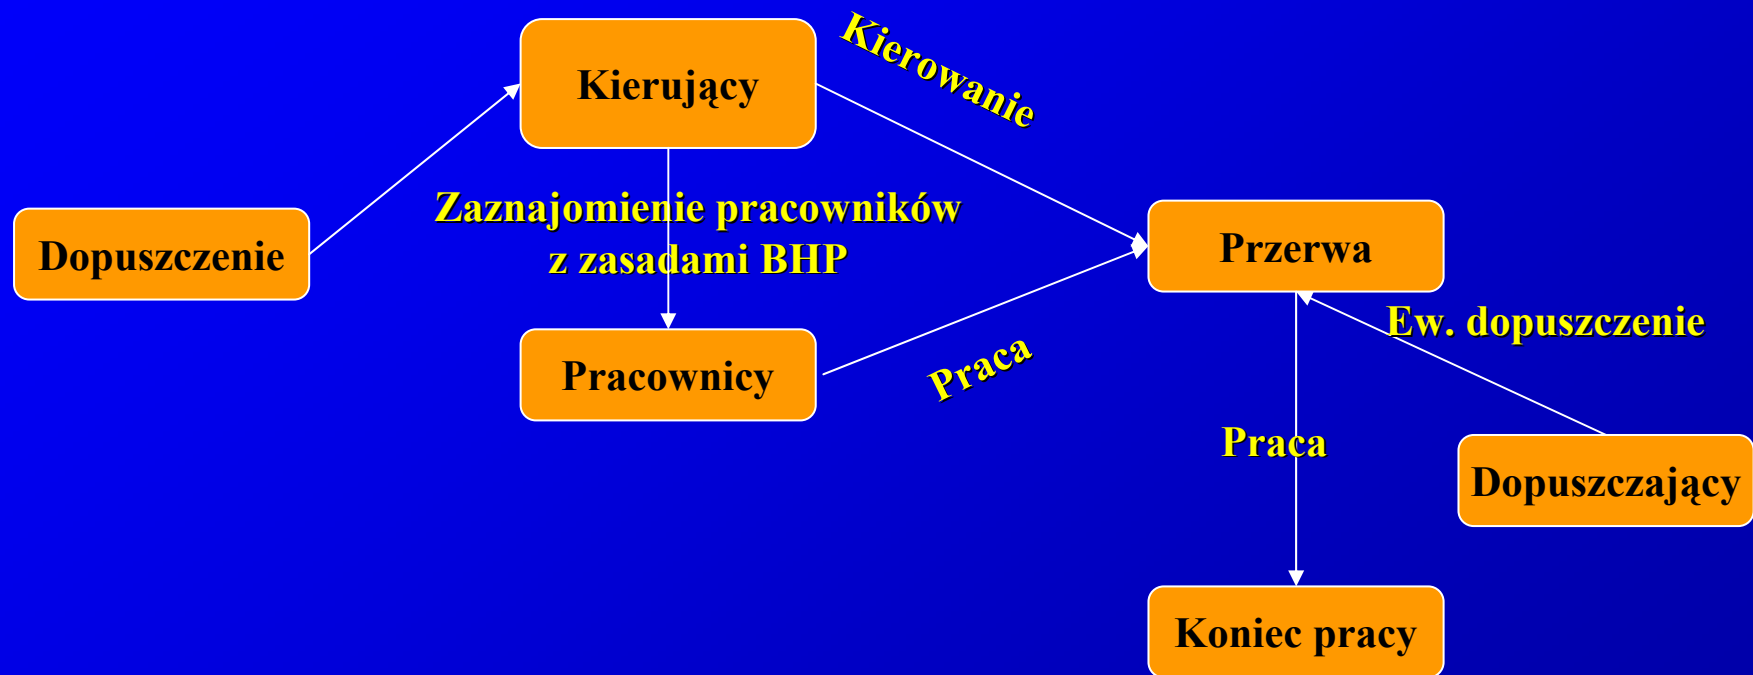 Kierujący
Kierowanie
Zaznajomienie pracowników
z zasadami BHP
Dopuszczenie
Przerwa
Ew. dopuszczenie
Pracownicy
Praca
Praca
Dopuszczający
Koniec pracy